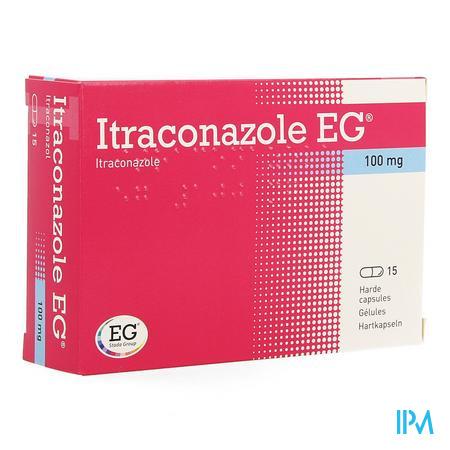 Itraconazole EG®
Itraconazole
100 mg
15
Harde
capsules
Gélules
Hartkapseln
EG®
Stada Group
Itraconazole EG®
Itraconazol
15
100 mg
IPM